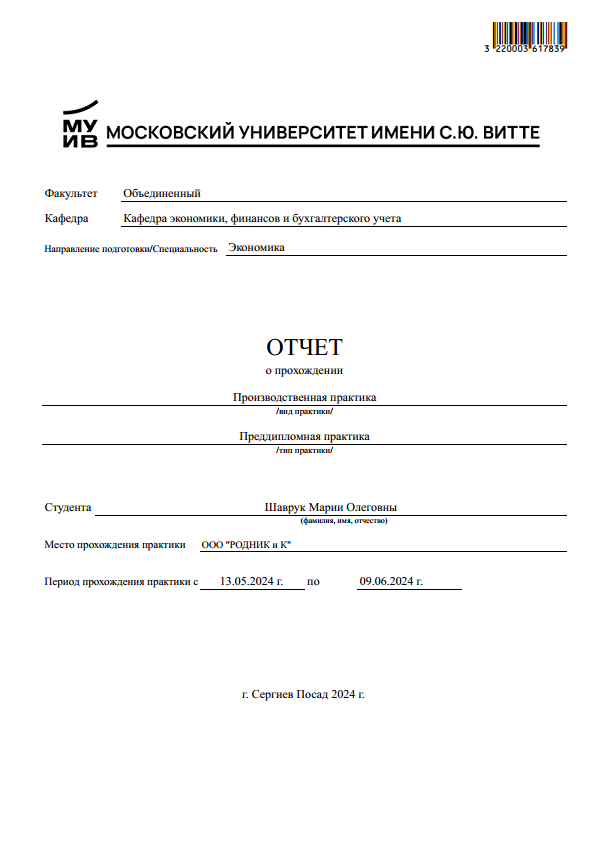 3 220003 617839
МУ
ИВ
МОСКОВСКИЙ УНИВЕРСИТЕТ ИМЕНИ С.Ю. ВИТТЕ
Факультет Объединенный
Кафедра Кафедра экономики, финансов и бухгалтерского учета
Направление подготовки/Специальность Экономика
ОТЧЕТ
о прохождении
Производственная практика
/вид практики/
Преддипломная практика
/тип практики/
Студента Шаврук Марии Олеговны
(фамилия, имя, отчество)
Место прохождения практики ООО "РОДНИК и К"
Период прохождения практики с 13.05.2024 г. по 09.06.2024 г.
г. Сергиев Посад 2024 г.